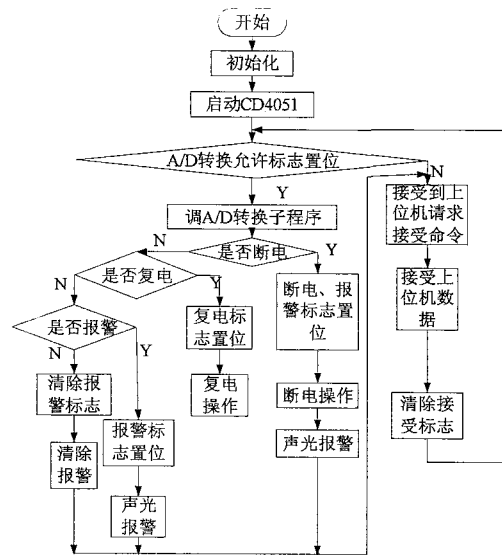 开始
初始化
启动CD4051
A/D转换允许标志置位
N
Y
调A/D转换子程序
接受到上
位机请求
接受命令
N
是否断电
Y
N
是否复电
Y
断电、报
警标志置
位
接受上
位机数
据
复电标
志置位
是否报警
N
Y
复电
操作
清除报
警标志
断电操作
清除接
受标志
报警标
志置位
声光报警
清除
报警
声光
报警